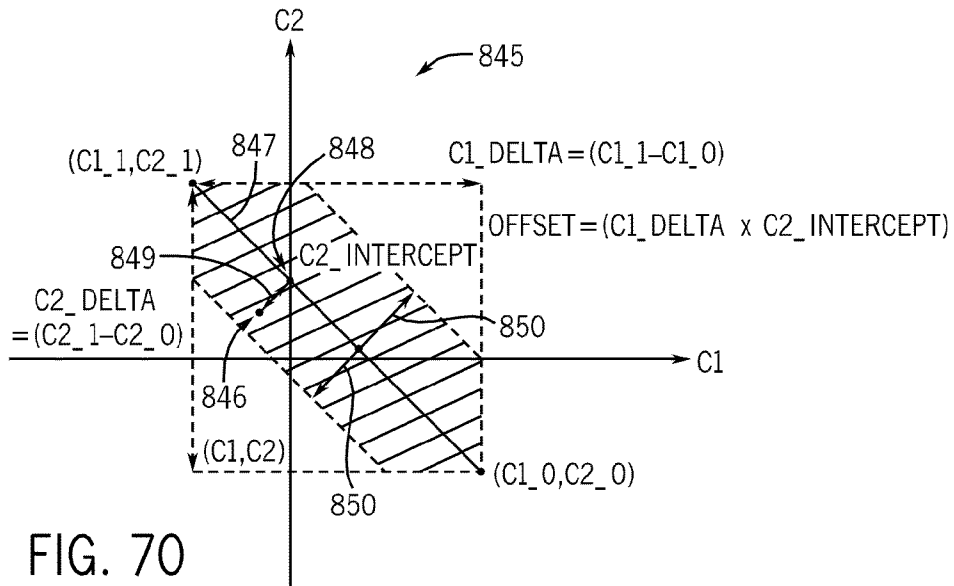 C2
845
847
848
(C1_1,C2_1)
C1_DELTA=(C1_1–C1_0)
OFFSET=(C1_DELTA x C2_INTERCEPT)
849
C2_INTERCEPT
C2_DELTA
=(C2_1–C2_0)
850
C1
846
(C1,C2)
850
(C1_0,C2_0)
FIG. 70